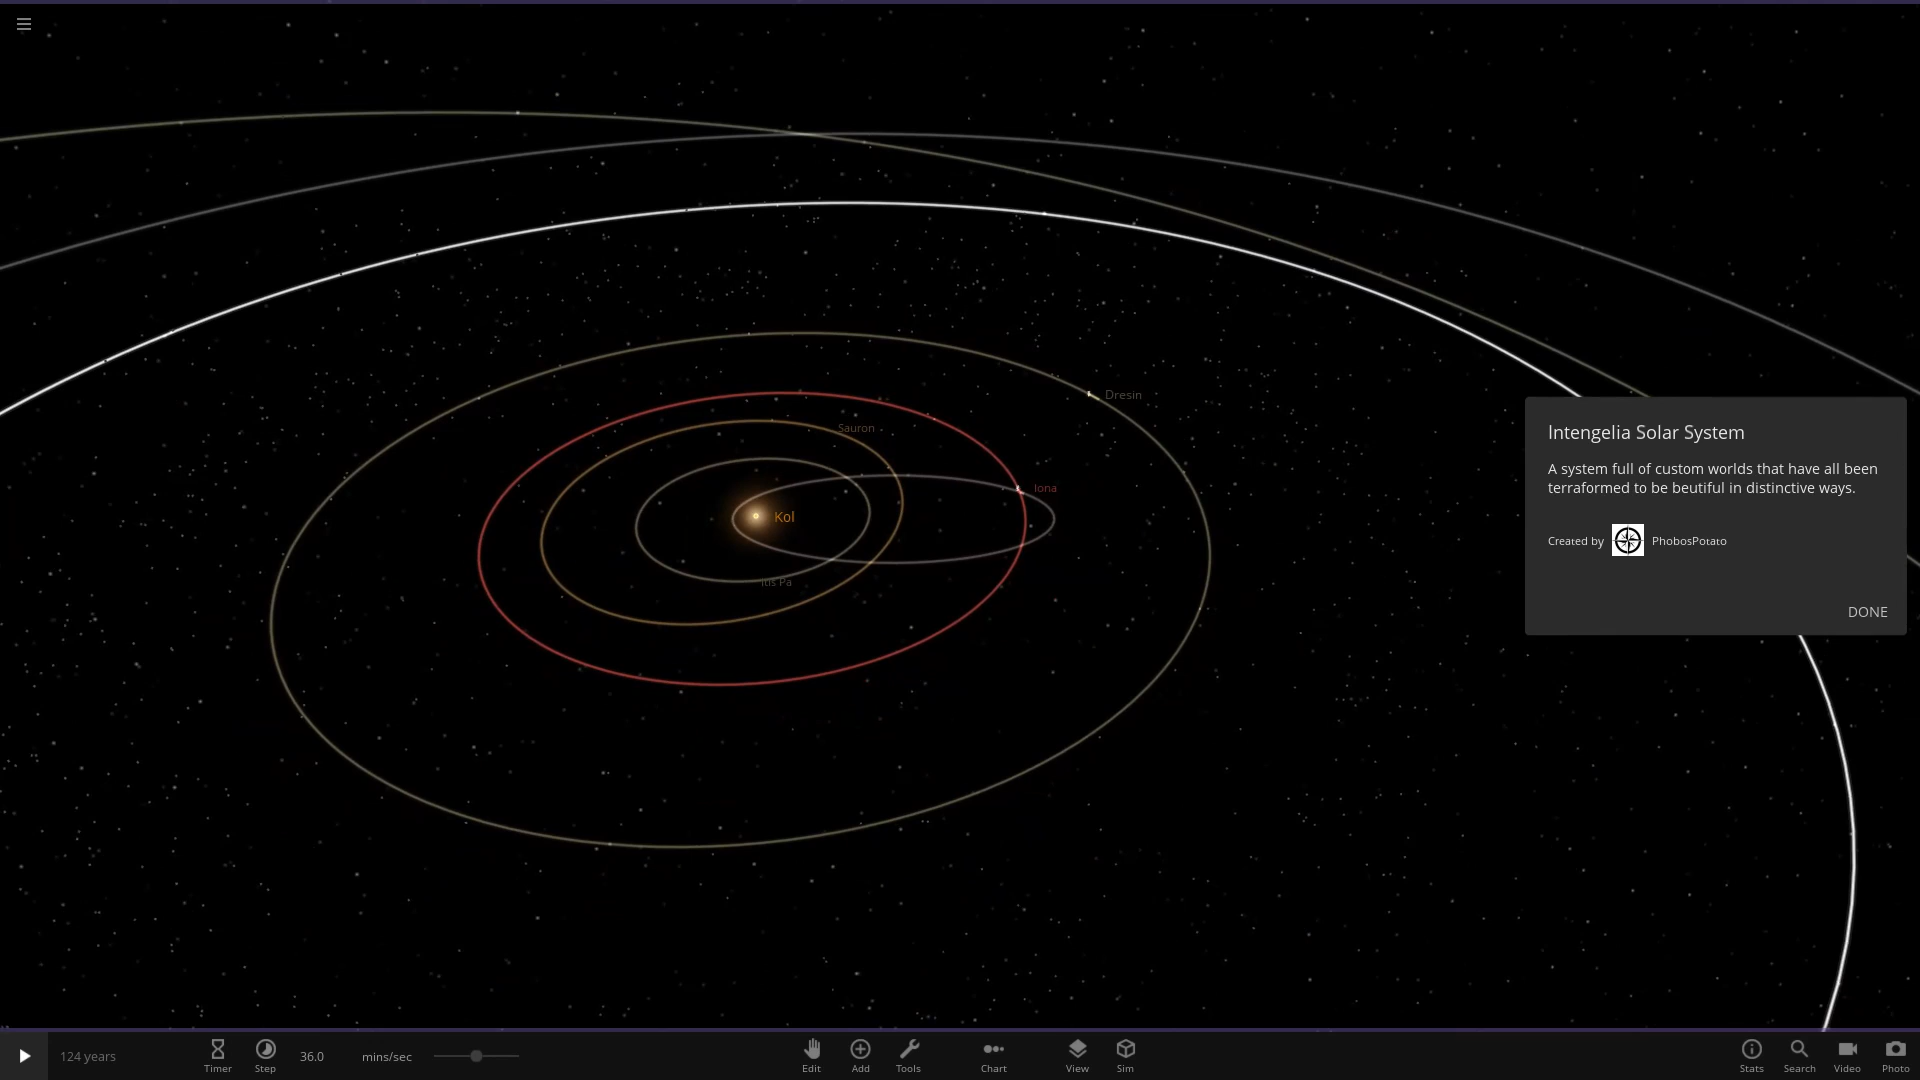 Dresin
Sauron
Iona
Kol
itis Pa
Intengelia Solar System
A system full of custom worlds that have all been
terraformed to be beutiful in distinctive ways.
Created by PhobosPotato
DONE
124 years
Timer
Step
36.0 mins/sec
Edit
Add
Tools
Chart
View
Sim
Stats
Search
Video
Photo